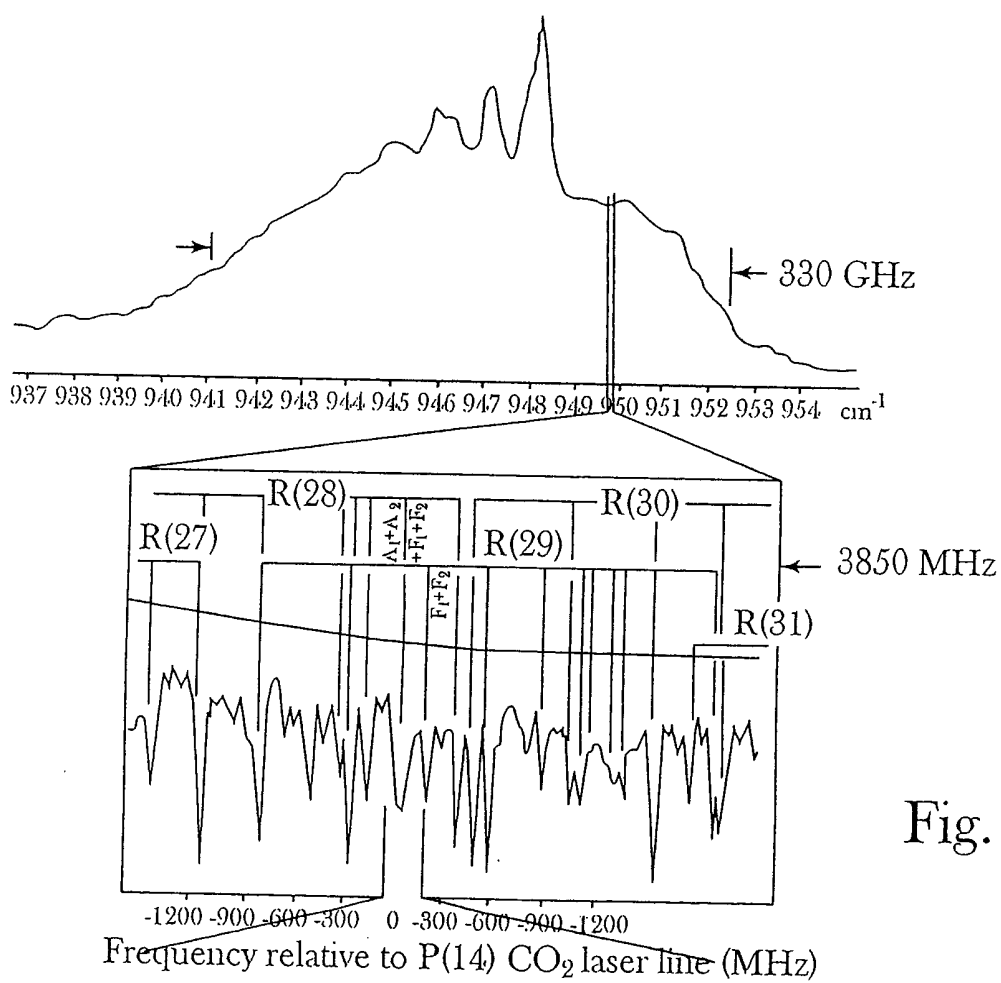 330 GHz
937 938 939 940 941 942 943 944 945 946 947 948 949 950 951 952 953 954 cm-1
R(28)
R(30)
R(27)
A1+A2
+F1+F2
R(29)
F1+F2
3850 MHz
R(31)
Fig.
-1200 -900 -600 -300 0 -300 -600 -900 -1200
Frequency relative to P(14) CO2 laser line (MHz)